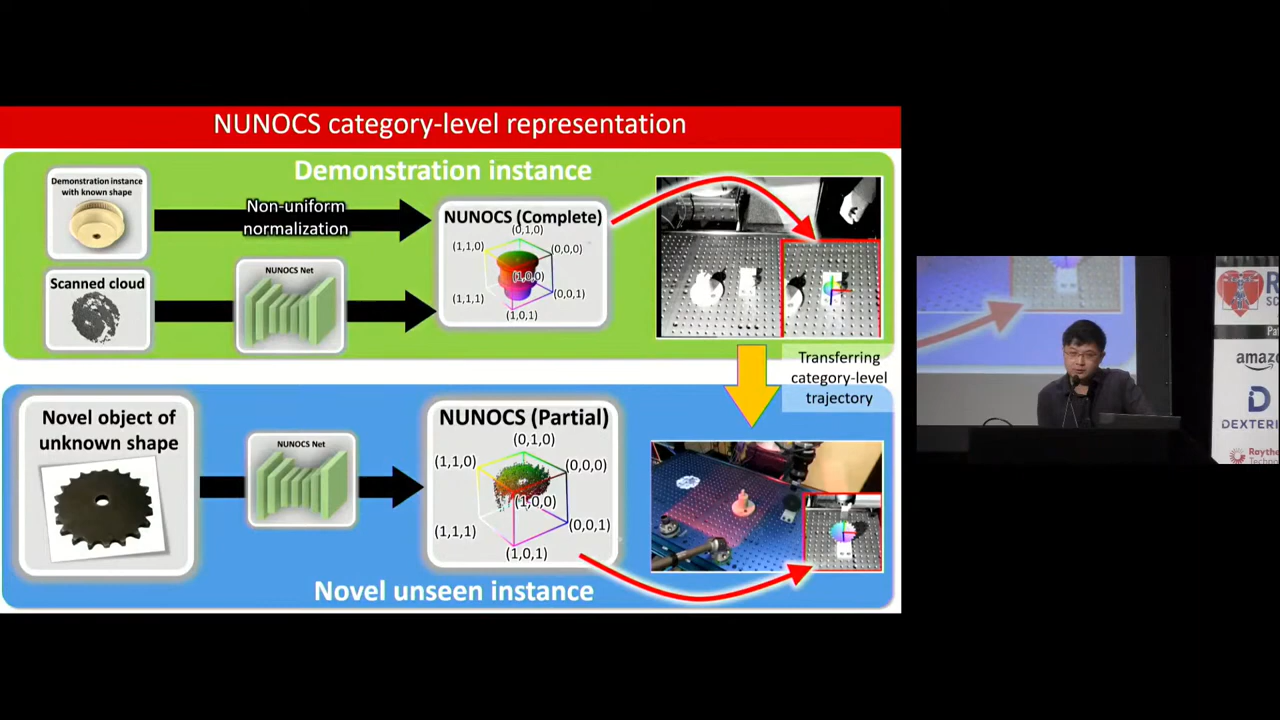 NUNOCS category-level representation
Demonstration instance
Demonstration instance
with known shape
Non-uniform
normalization
NUNOCS (Complete)
(0,1,0)
(1,1,0)
(0,0,0)
(1,0,0)
(1,1,1)
(0,0,1)
(1,0,1)
Scanned cloud
NUNOCS Net
Transferring
category-level
trajectory
Novel object of
unknown shape
NUNOCS Net
NUNOCS (Partial)
(0,1,0)
(1,1,0)
(0,0,0)
(1,0,0)
(1,1,1)
(0,0,1)
(1,0,1)
Novel unseen instance
amazo
D
DEXTERI
Rayth
Techno